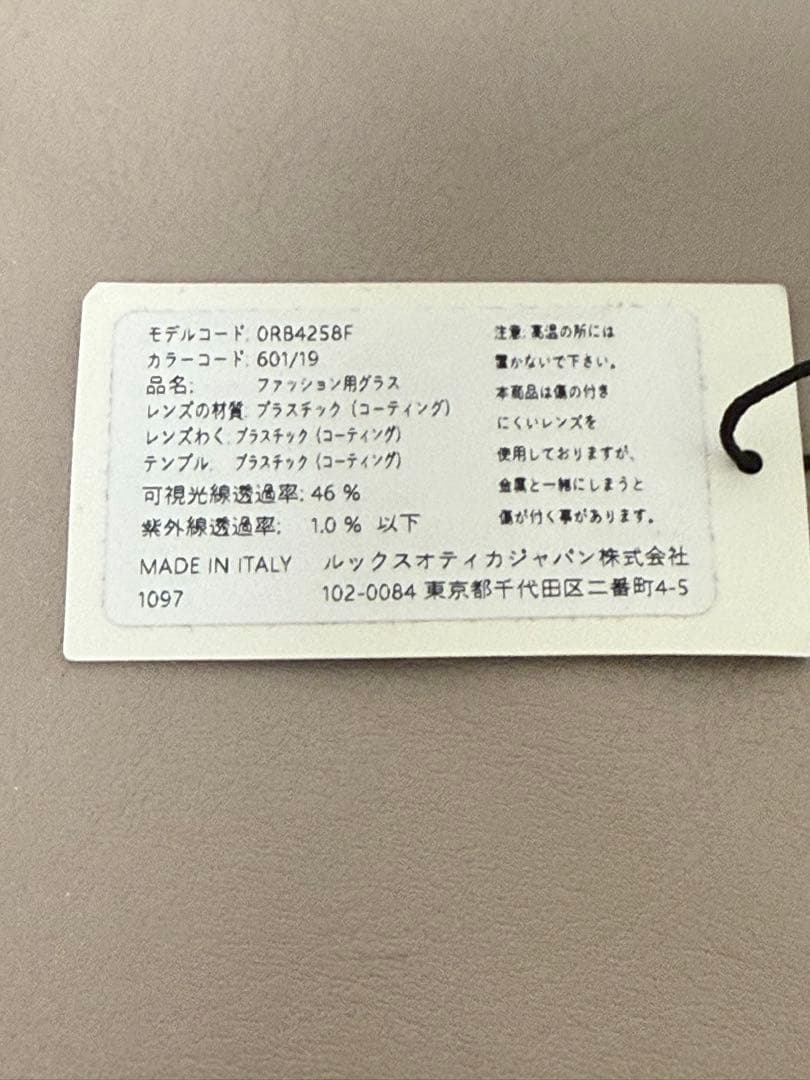 モデルコード: 0RB4258F
カラーコード: 601/19
品名: ファッション用グラス
レンズの材質: プラスチック (コーティング)
レンズわく: プラスチック (コーティング)
テンプル: プラスチック (コーティング)
可視光線透過率: 46 %
紫外線透過率: 1.0 % 以下
MADE IN ITALY
1097
注意: 高温の所には
置かないで下さい。
本商品は傷の付き
にくいレンズを
使用しておりますが、
金属と一緒にしまうと
傷が付く事があります。
ルックスオティカジャパン株式会社
102-0084 東京都千代田区二番町4-5